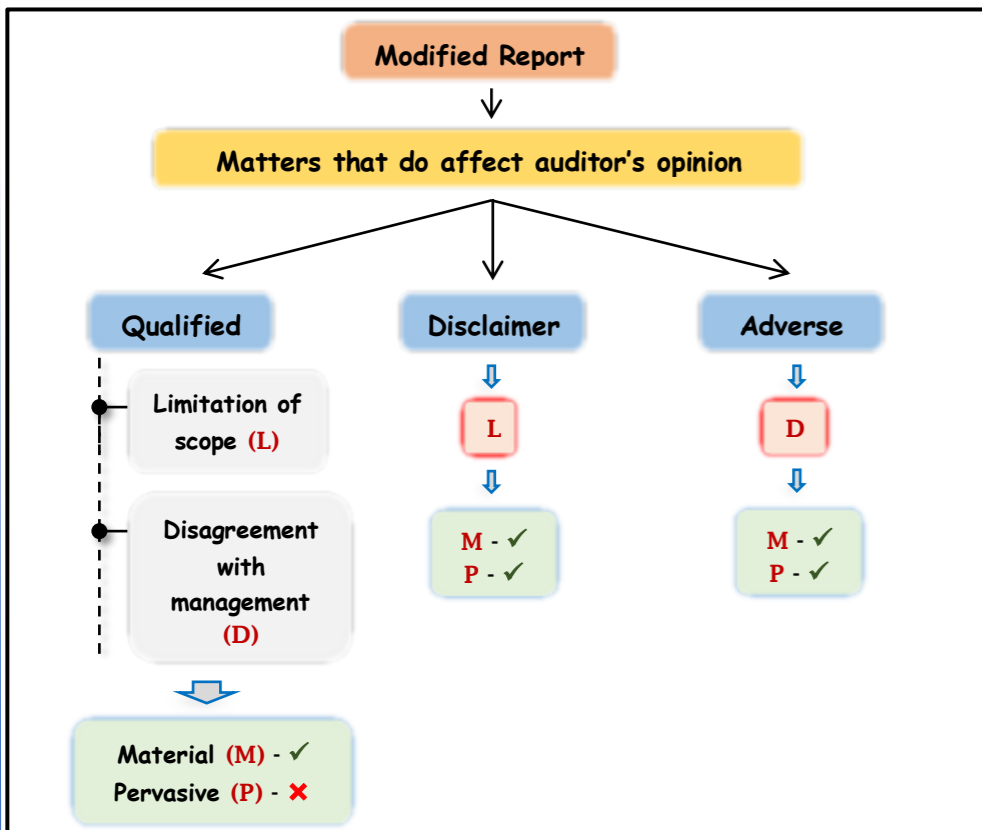 Modified Report
Matters that do affect auditor's opinion
Qualified
Limitation of
scope (L)
Disagreement
with
management
(D)
Material (M) - ✓
Pervasive (P) - ✗
Disclaimer
L
M - ✓
P - ✓
Adverse
D
M - ✓
P - ✓